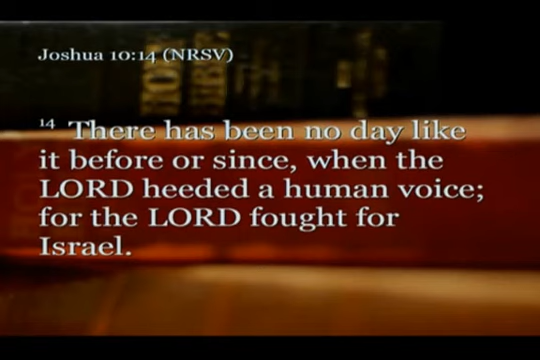 Joshua 10:14 (NRSV)
14 There has been no day like
it before or since, when the
LORD heeded a human voice;
for the LORD fought for
Israel.